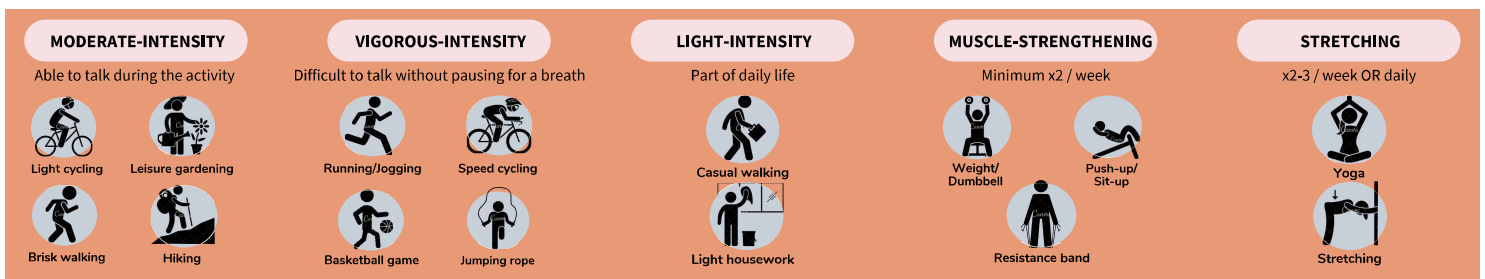 MODERATE-INTENSITY
Able to talk during the activity
Light cycling
Leisure gardening
Brisk walking
Hiking
VIGOROUS-INTENSITY
Difficult to talk without pausing for a breath
Running/Jogging
Speed cycling
Basketball game
Jumping rope
LIGHT-INTENSITY
Part of daily life
Casual walking
Light housework
MUSCLE-STRENGTHENING
Minimum x2 / week
Weight/
Dumbbell
Push-up/
Sit-up
Resistance band
STRETCHING
x2-3 / week OR daily
Yoga
Stretching